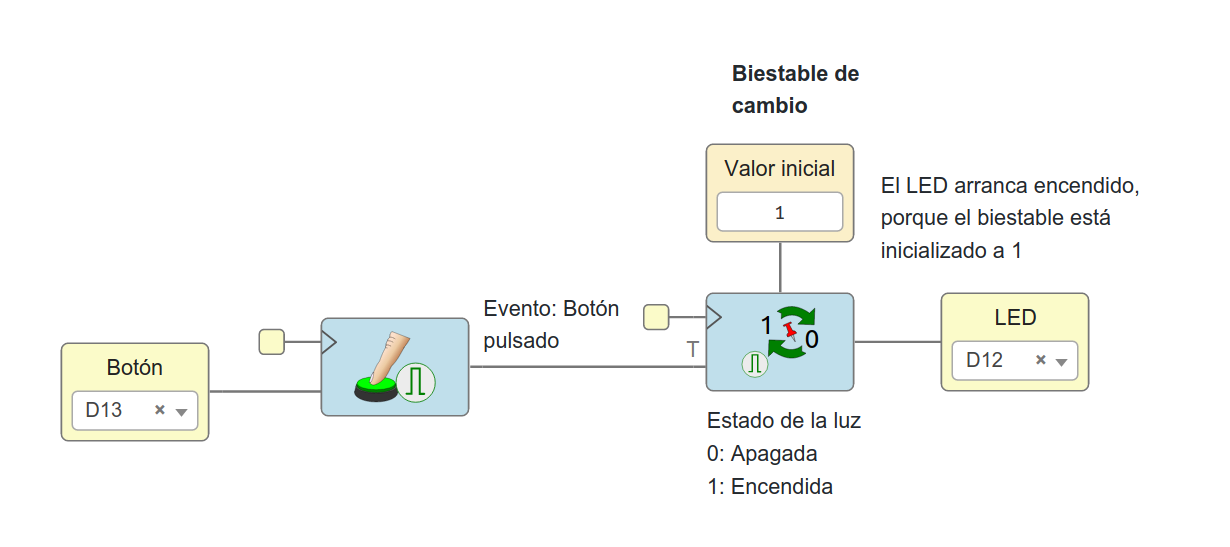 Biestable de
cambio
Valor inicial
1
El LED arranca encendido,
porque el biestable está
inicializado a 1
Evento: Botón
pulsado
T
1
0
LED
D12 × ▾
Botón
D13 × ▾
Estado de la luz
0: Apagada
1: Encendida